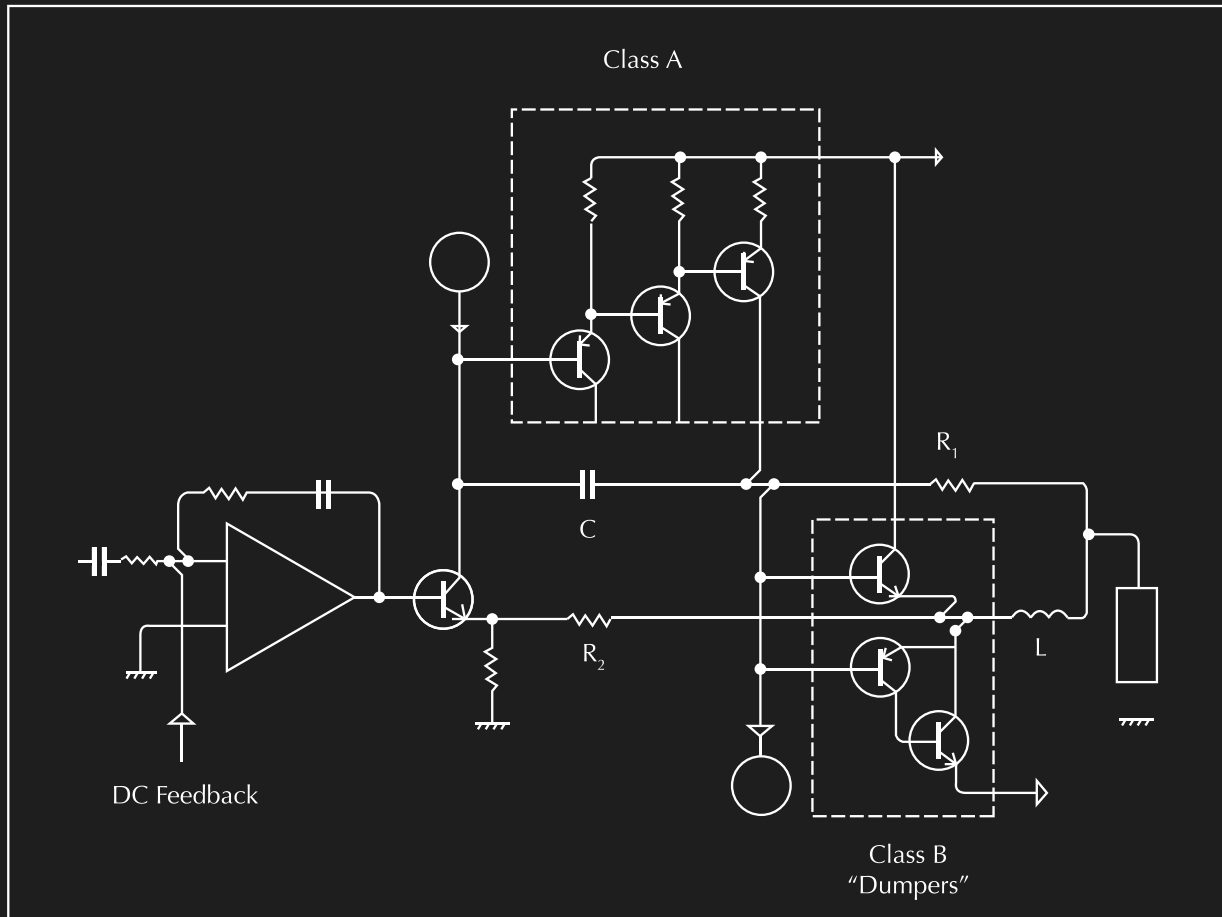 Class A
R1
C
R2
L
DC Feedback
Class B
“Dumpers”